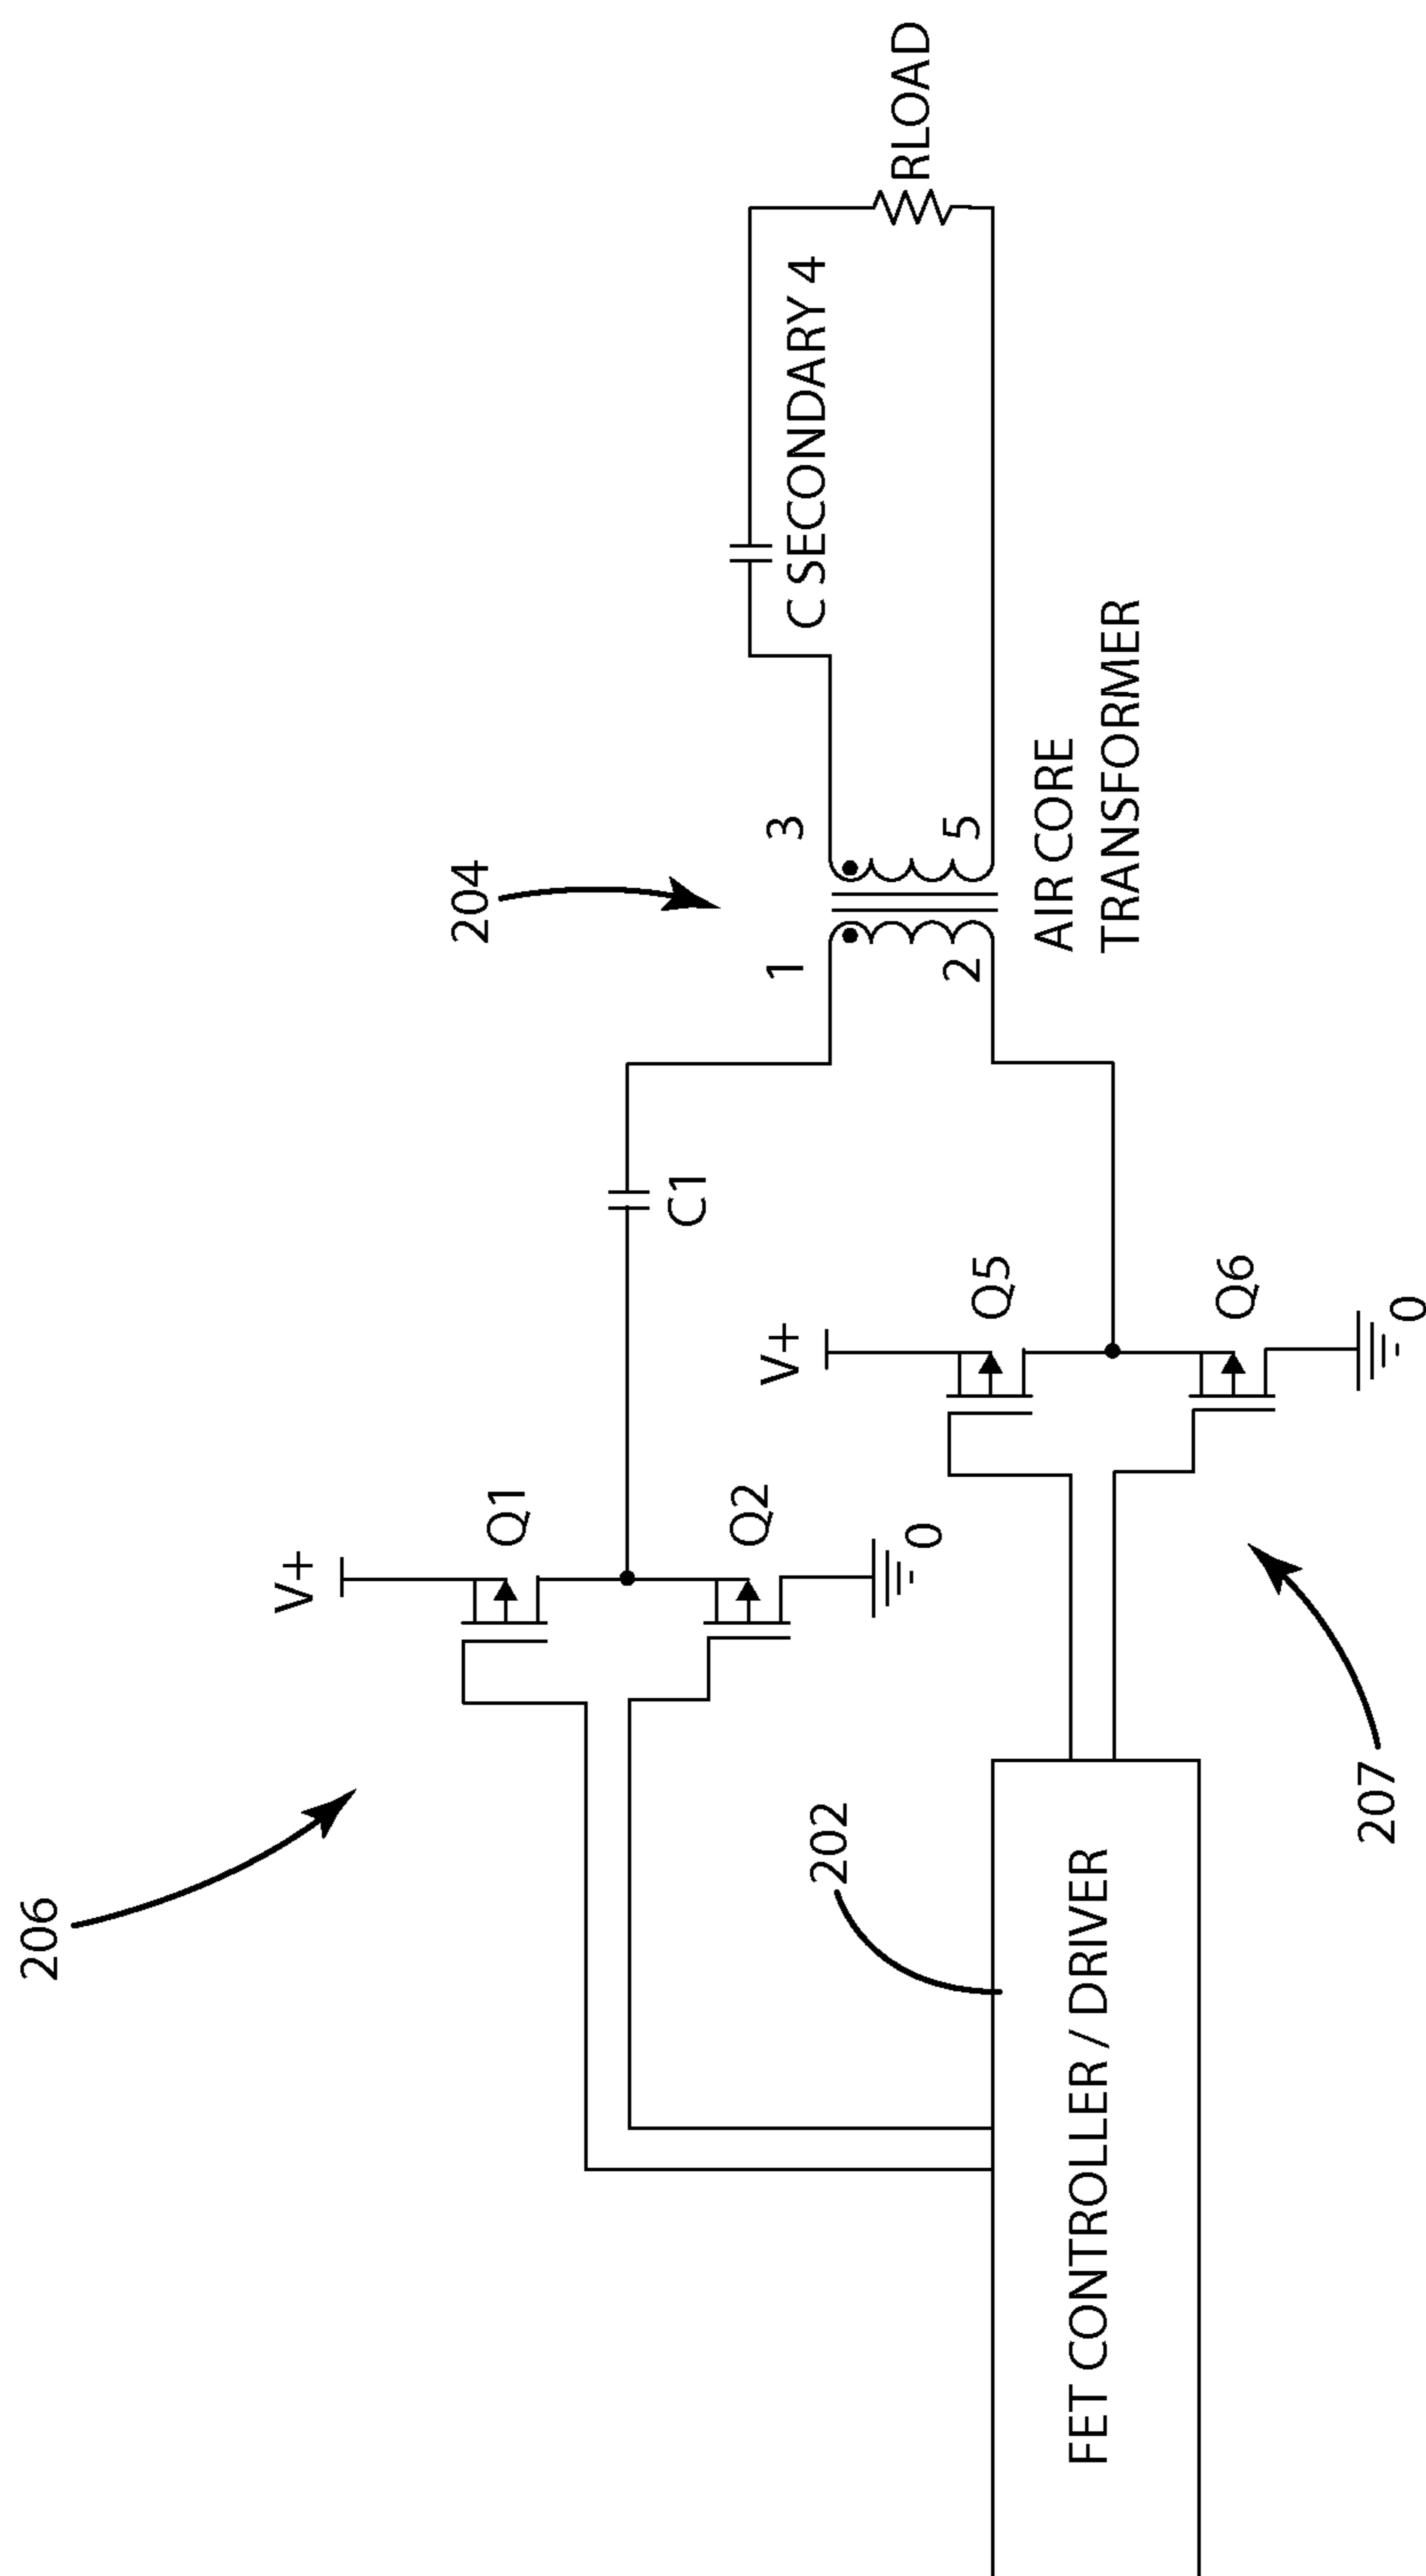 206
V+
Q1
Q2
0
C1
204
1
2
3
5
C SECONDARY 4
RLOAD
AIR CORE
TRANSFORMER
V+
Q5
Q6
0
202
FET CONTROLLER / DRIVER
207